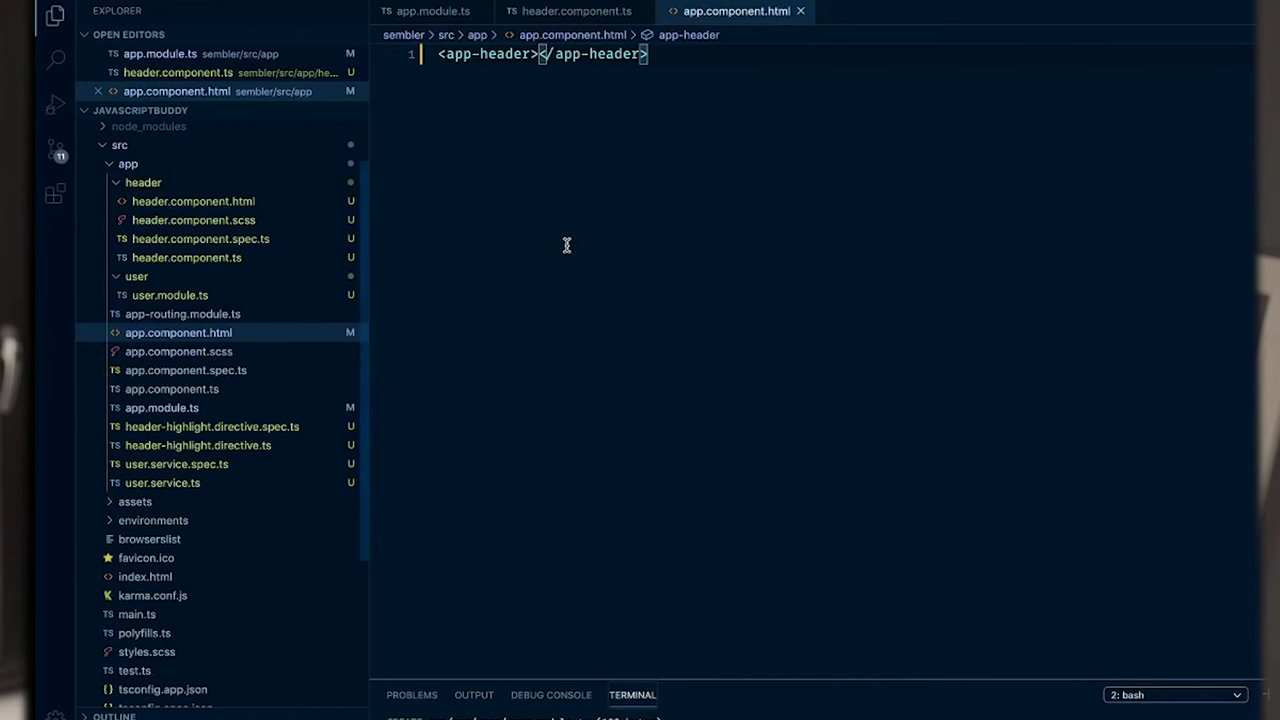 EXPLORER
app.module.ts
header.component.ts
app.component.html
OPEN EDITORS
sembler > src > app > app.component.html > app-header
app.module.ts sembler/src/app M
1 <app-header></app-header>
header.component.ts sembler/src/app/he... U
app.component.html sembler/src/app M
JAVASCRIPTBUDDY
node_modules
src
11
app
header
header.component.html U
header.component.scss U
header.component.spec.ts U
header.component.ts U
user
user.module.ts U
app-routing.module.ts
app.component.html M
app.component.scss
app.component.spec.ts
app.component.ts
app.module.ts M
header-highlight.directive.spec.ts U
header-highlight.directive.ts U
user.service.spec.ts U
user.service.ts U
assets
environments
browserslist
favicon.ico
index.html
karma.conf.js
main.ts
polyfills.ts
styles.scss
test.ts
tsconfig.app.json
PROBLEMS OUTPUT DEBUG CONSOLE TERMINAL 2: bash
OUTLINE